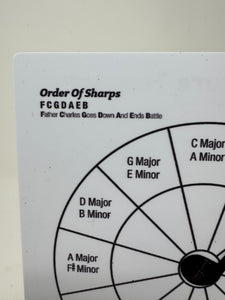 Order Of Sharps
F C G D A E B
Father Charles Goes Down And Ends Battle
C Major
A Minor
G Major
E Minor
D Major
B Minor
A Major
F# Minor